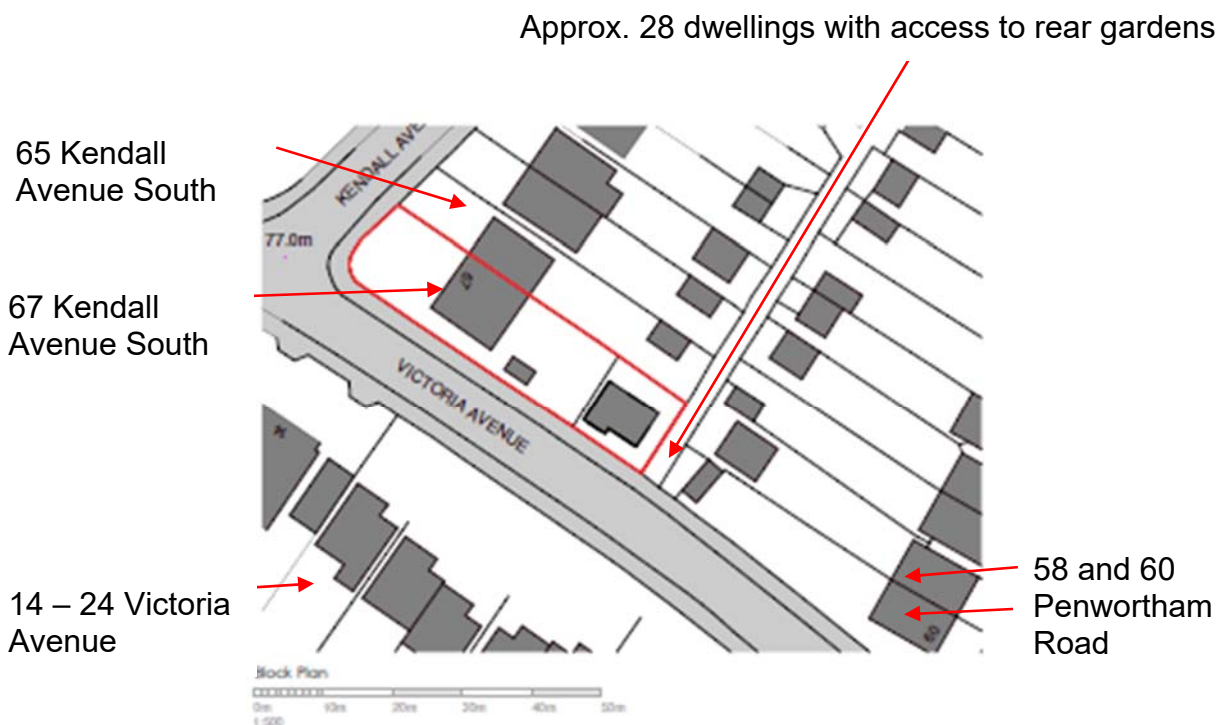 Approx. 28 dwellings with access to rear gardens
65 Kendall
Avenue South
KENDALL AVE
77.0m
67 Kendall
Avenue South
VICTORIA AVENUE
14 – 24 Victoria
Avenue
58 and 60
Penwortham
Road
60
Block Plan
0m 10m 20m 30m 40m 50m
1:500